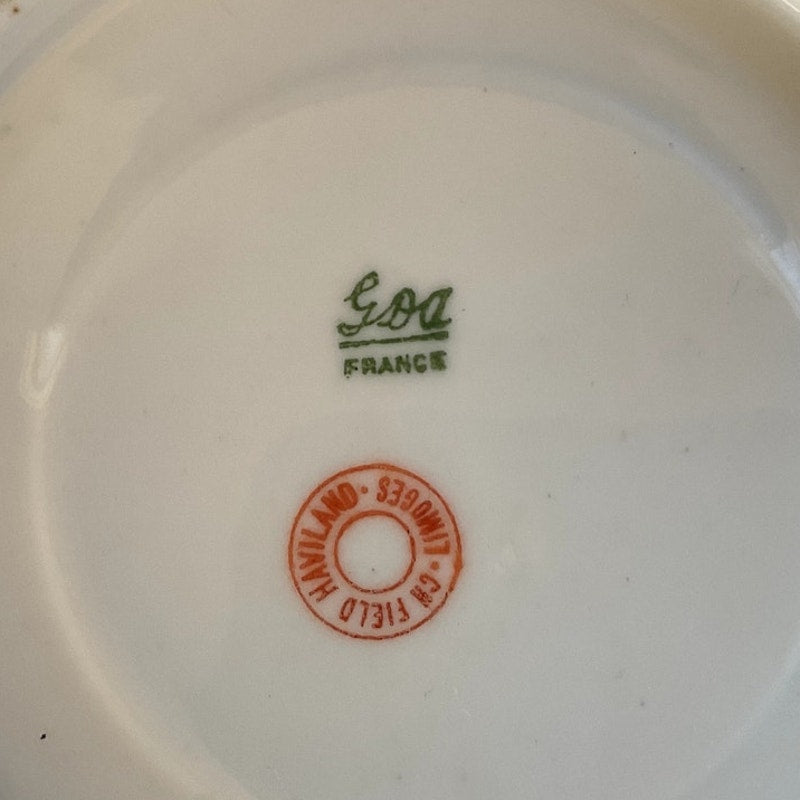 GDA
FRANCE
CH FIELD HAVILAND · LIMOGES ·